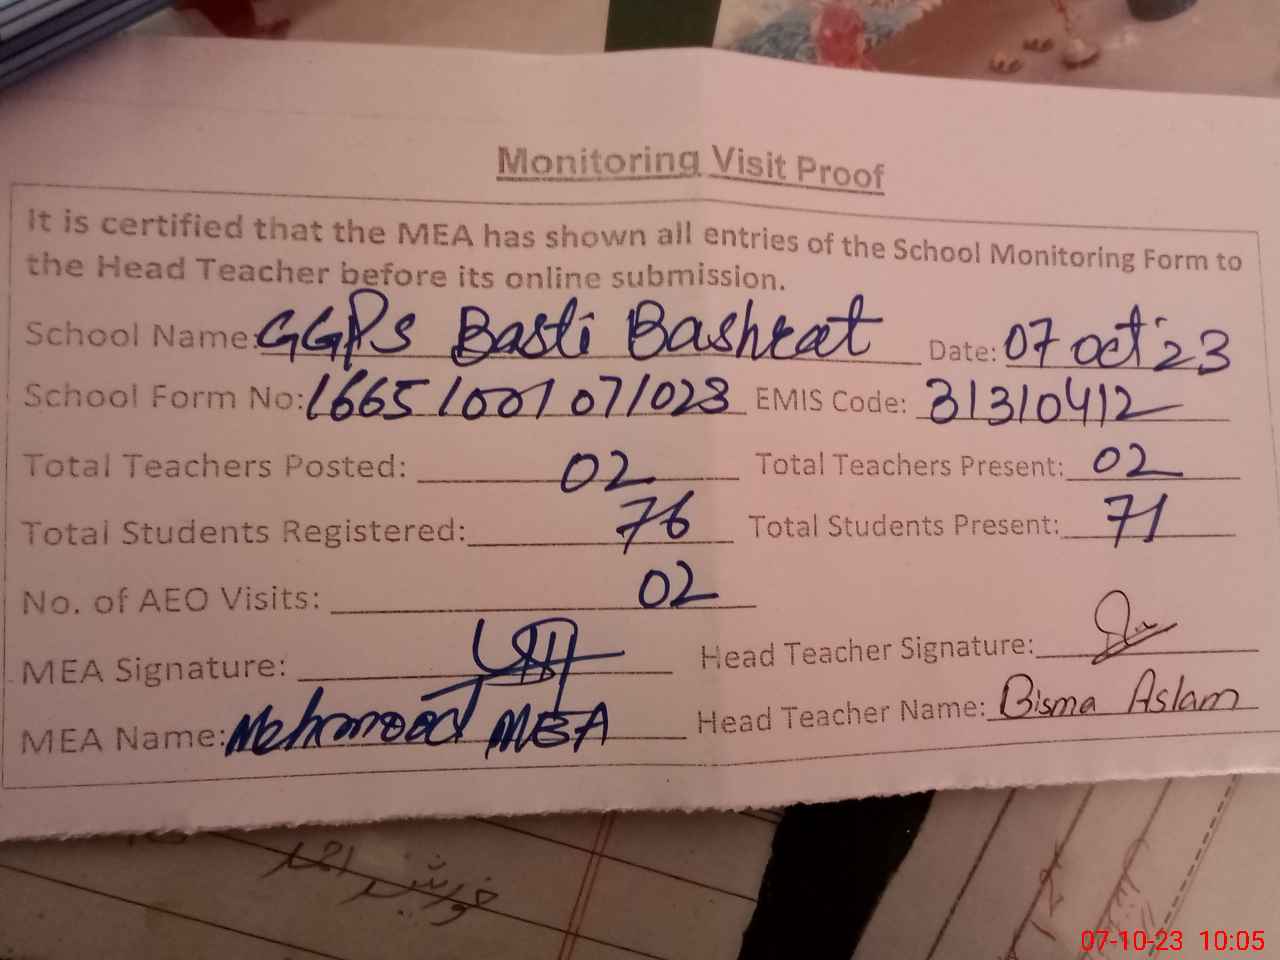 Monitoring Visit Proof
It is certified that the MEA has shown all entries of the School Monitoring Form to
the Head Teacher before its online submission.
School Name: GGPS Basti Basharat Date: 07 Oct 23
School Form No: 1665/001/071023 EMIS Code: 31310412
Total Teachers Posted: 02 Total Teachers Present: 02
Total Students Registered: 76 Total Students Present: 71
No. of AEO Visits: 02
MEA Signature: Head Teacher Signature:
MEA Name: Mehmood MEA Head Teacher Name: Bisma Aslam
07-10-23 10:05